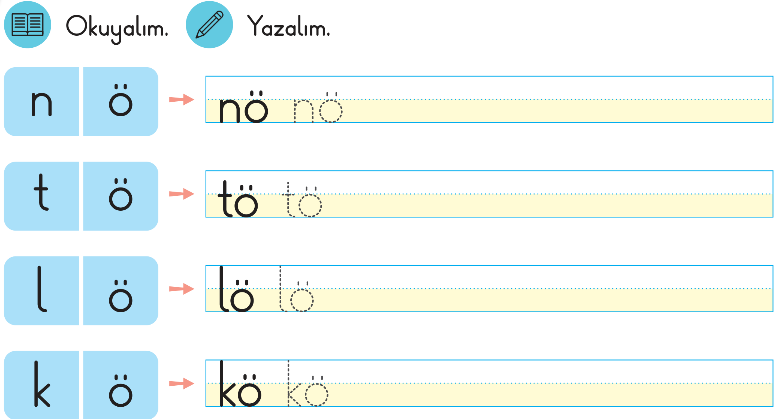 Okuyalım. Yazalım.
n ö nö nö
t ö tö tö
l ö lö lö
k ö kö kö